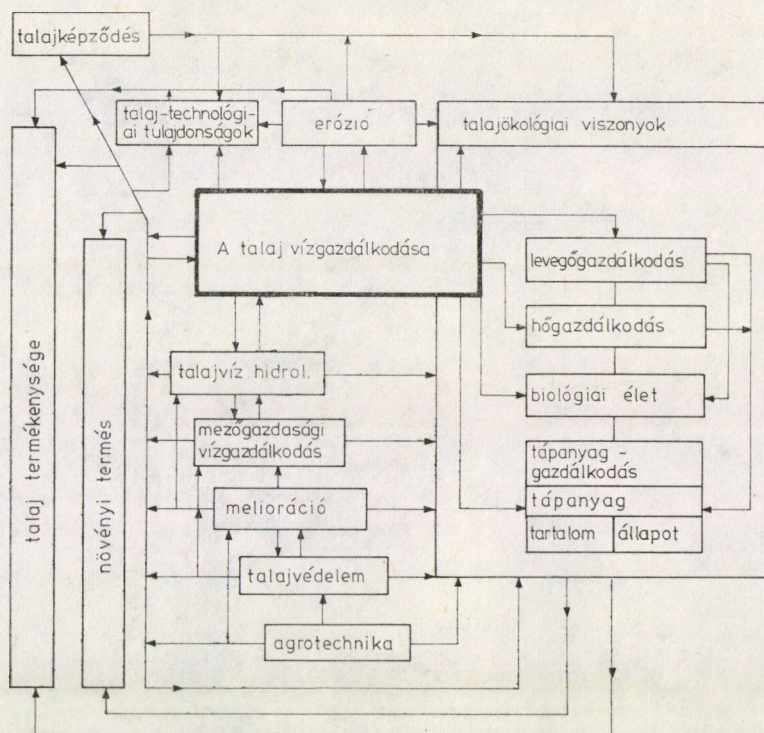 talajképződés
talaj-technológi-
ai tulajdonságok
erózió
talajökológiai viszonyok
A talaj vízgazdálkodása
levegőgazdálkodás
hőgazdálkodás
biológiai élet
tápanyag -
gazdálkodás
tápanyag
tartalom
állapot
talajvíz hidrol.
mezőgazdasági
vízgazdálkodás
melioráció
talajvédelem
agrotechnika
talaj termékenysége
növényi termés